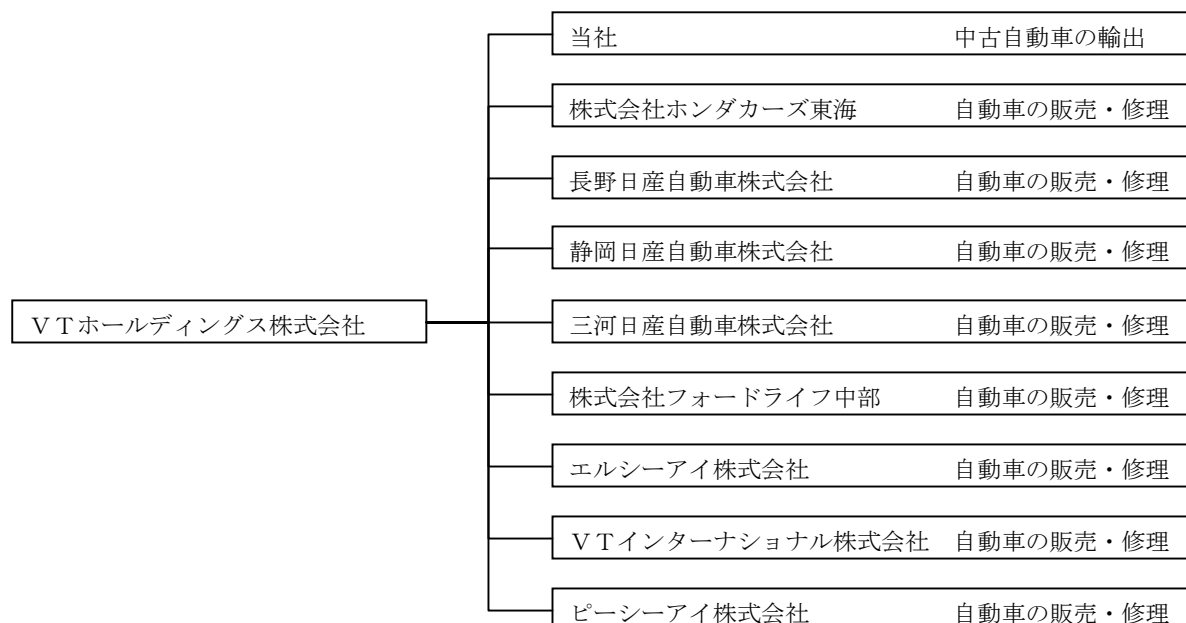 当社 中古自動車の輸出
株式会社ホンダカーズ東海 自動車の販売・修理
長野日産自動車株式会社 自動車の販売・修理
静岡日産自動車株式会社 自動車の販売・修理
VTホールディングス株式会社
三河日産自動車株式会社 自動車の販売・修理
株式会社フォードライフ中部 自動車の販売・修理
エルシーアイ株式会社 自動車の販売・修理
VTインターナショナル株式会社 自動車の販売・修理
ピーシーアイ株式会社 自動車の販売・修理